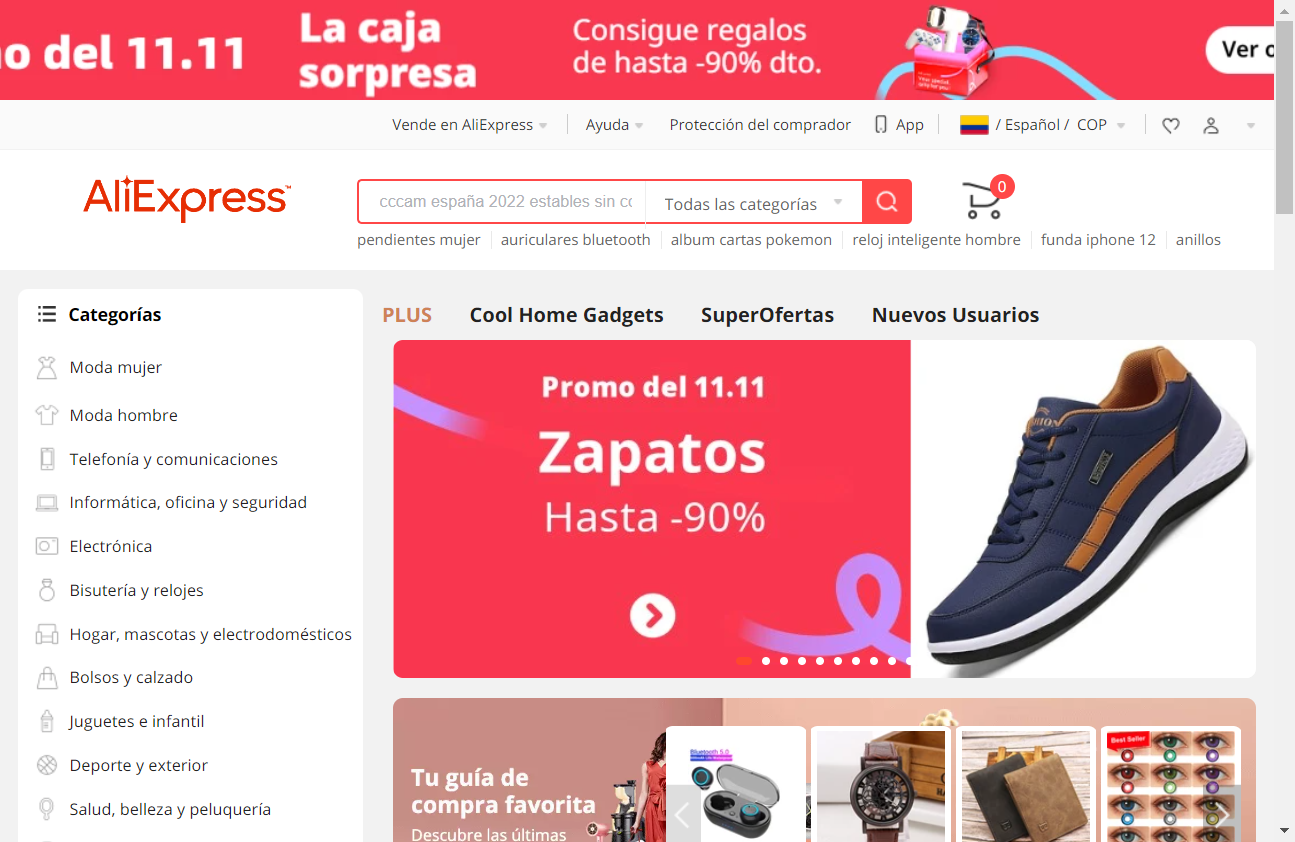 o del 11.11
La caja
sorpresa
Consigue regalos
de hasta -90% dto.
Ver o
Vende en AliExpress
Ayuda
Protección del comprador
App
/ Español / COP
AliExpress
cccam españa 2022 estables sin co
Todas las categorías
0
pendientes mujer
auriculares bluetooth
album cartas pokemon
reloj inteligente hombre
funda iphone 12
anillos
Categorías
Moda mujer
Moda hombre
Telefonía y comunicaciones
Informática, oficina y seguridad
Electrónica
Bisutería y relojes
Hogar, mascotas y electrodomésticos
Bolsos y calzado
Juguetes e infantil
Deporte y exterior
Salud, belleza y peluquería
PLUS
Cool Home Gadgets
SuperOfertas
Nuevos Usuarios
Promo del 11.11
Zapatos
Hasta -90%
Tu guía de
compra favorita
Descubre las últimas
Bluetooth 5.0
Best Seller